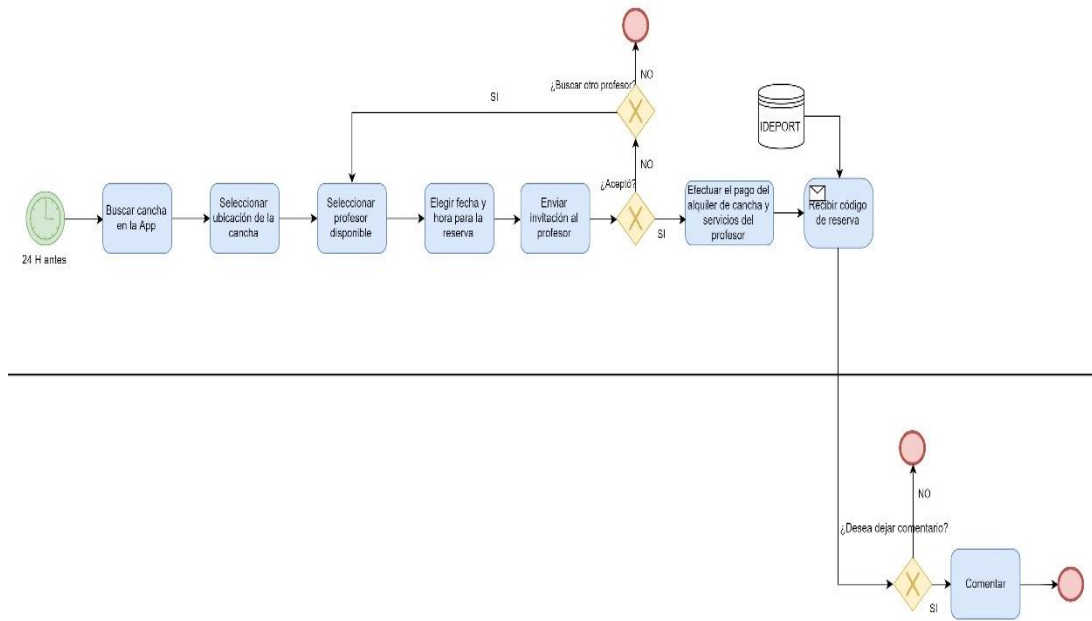 NO
¿Buscar otro profesor?
SI
IDEPORT
NO
¿Aceptó?
Buscar cancha
en la App
Seleccionar
ubicación de la
cancha
Seleccionar
profesor
disponible
Elegir fecha y
hora para la
reserva
Enviar
invitación al
profesor
SI
Efectuar el pago del
alquiler de cancha y
servicios del
profesor
Recibir código
de reserva
24 H antes
NO
¿Desea dejar comentario?
SI
Comentar